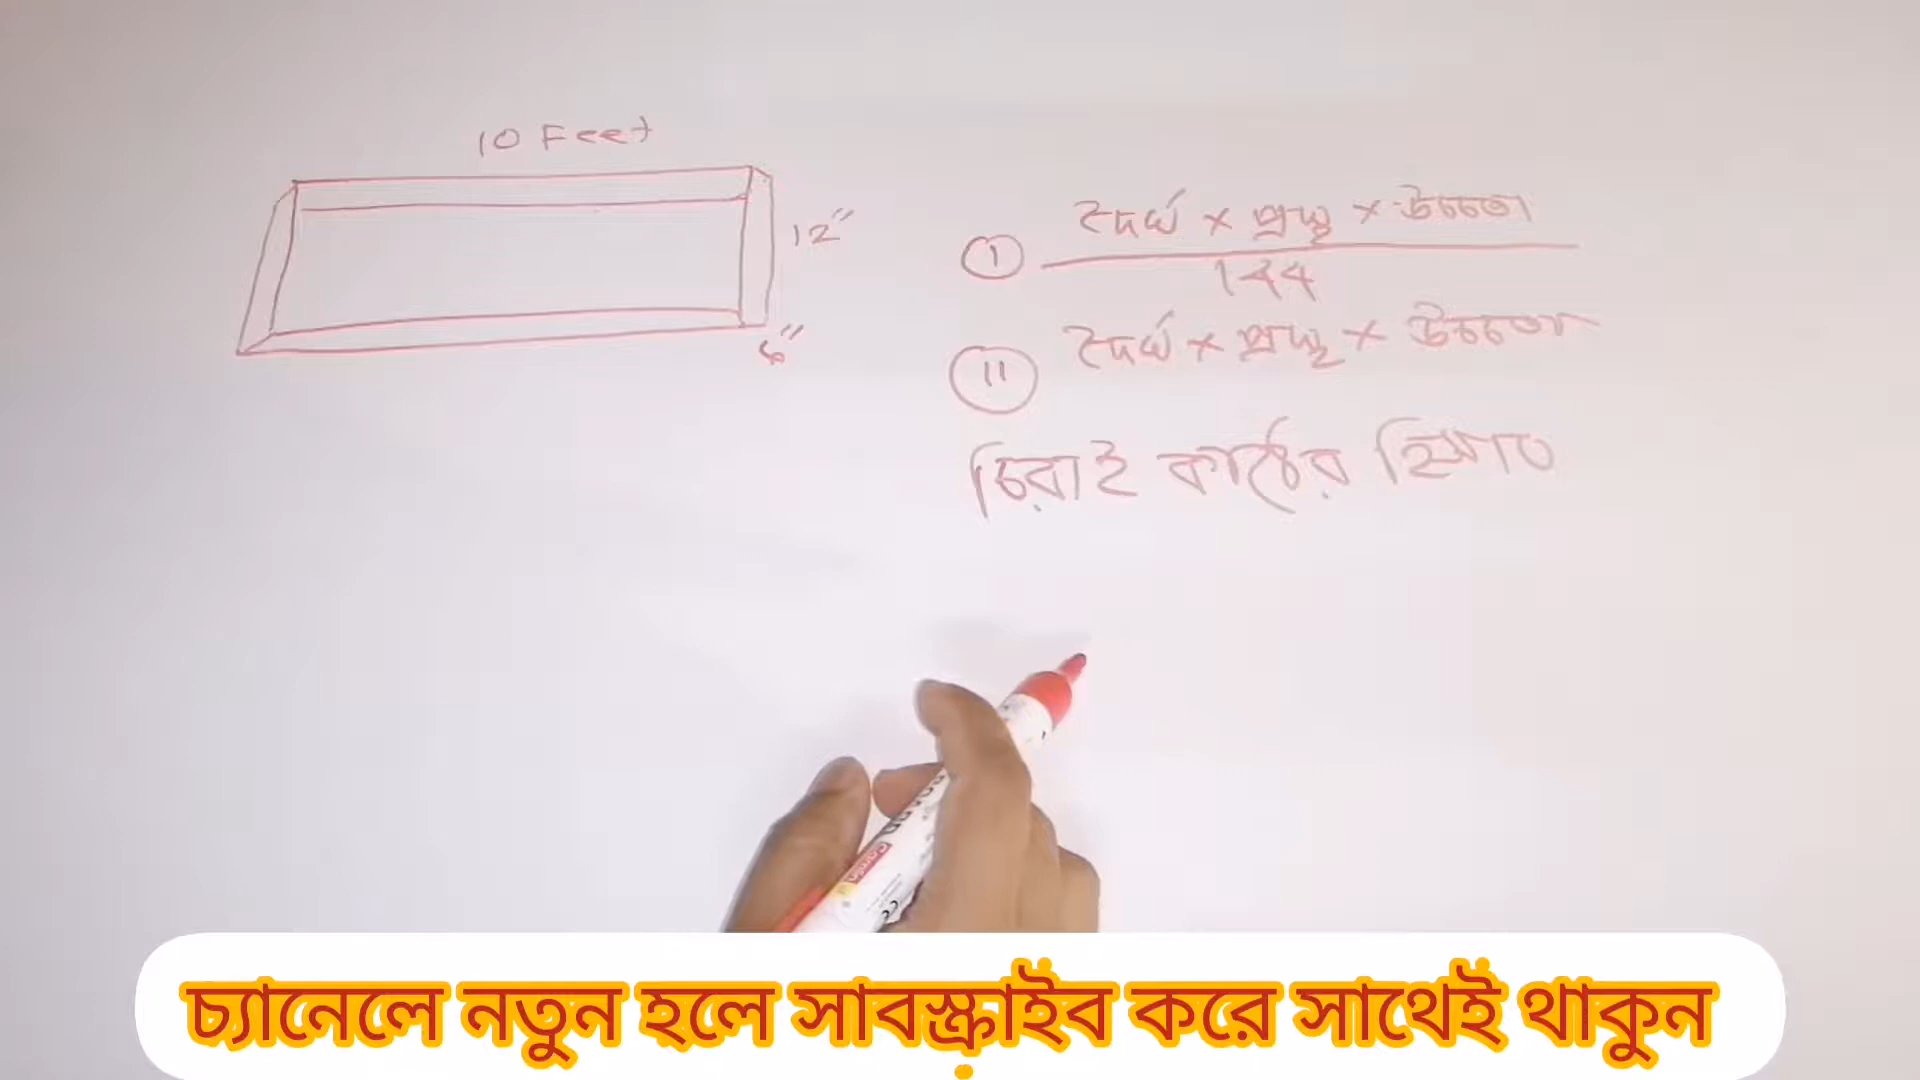 10 Feet
12"
6"
① দৈর্ঘ্য × প্রস্থ × উচ্চতা
144
⑪ দৈর্ঘ্য × প্রস্থ × উচ্চতা
চিরাই কাঠের হিসাব
চ্যানেলে নতুন হলে সাবস্ক্রাইব করে সাথেই থাকুন